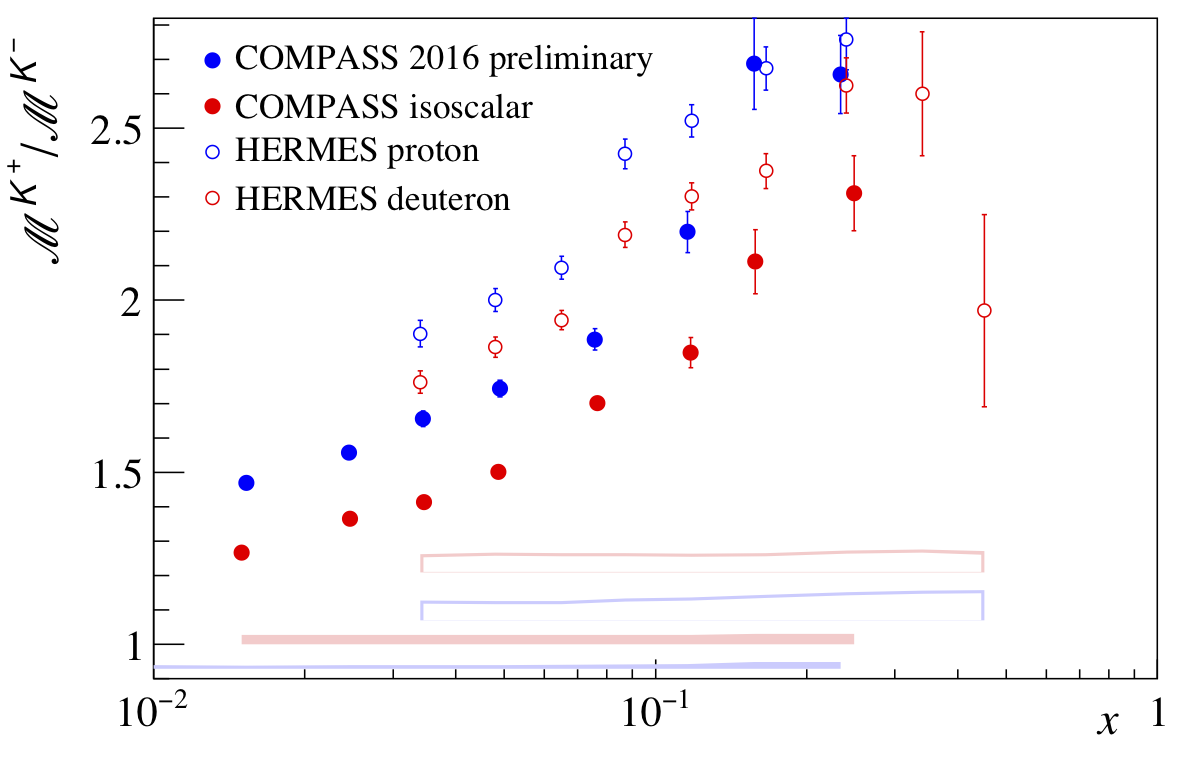 ℳ^{K^+}/ℳ^{K^-}
COMPASS 2016 preliminary
COMPASS isoscalar
HERMES proton
HERMES deuteron
2.5
2
1.5
1
10^{-2}
10^{-1}
x
1